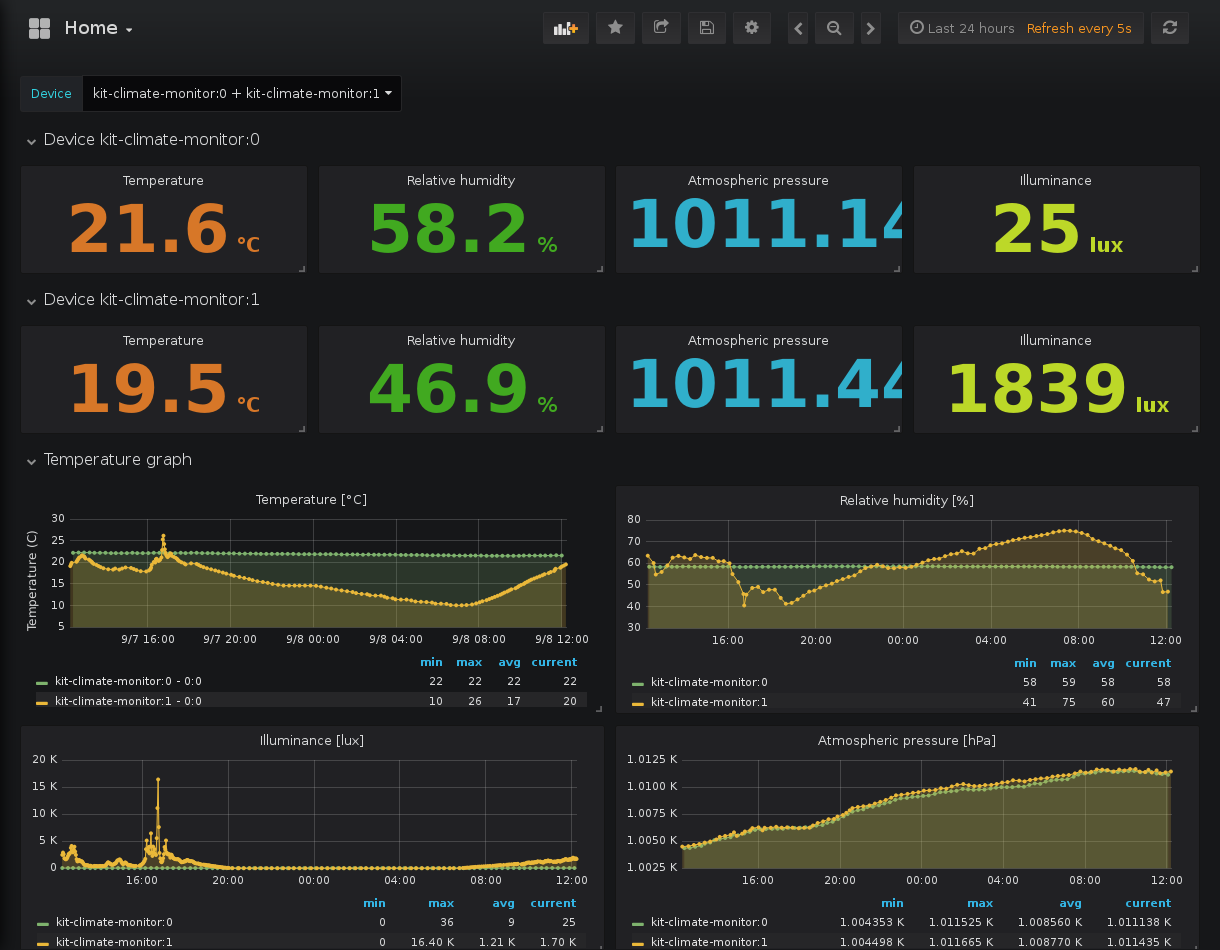 Home
Last 24 hours Refresh every 5s
Device kit-climate-monitor:0 + kit-climate-monitor:1
Device kit-climate-monitor:0
Temperature Relative humidity Atmospheric pressure Illuminance
21.6 °C 58.2 % 1011.14 25 lux
Device kit-climate-monitor:1
Temperature Relative humidity Atmospheric pressure Illuminance
19.5 °C 46.9 % 1011.44 1839 lux
Temperature graph
Temperature [°C]
Temperature (C)
30
25
20
15
10
5
9/7 16:00 9/7 20:00 9/8 00:00 9/8 04:00 9/8 08:00 9/8 12:00
min max avg current
kit-climate-monitor:0 - 0:0 22 22 22 22
kit-climate-monitor:1 - 0:0 10 26 17 20
Relative humidity [%]
80
70
60
50
40
30
16:00 20:00 00:00 04:00 08:00 12:00
min max avg current
kit-climate-monitor:0 58 59 58 58
kit-climate-monitor:1 41 75 60 47
Illuminance [lux]
20 K
15 K
10 K
5 K
0
16:00 20:00 00:00 04:00 08:00 12:00
min max avg current
kit-climate-monitor:0 0 36 9 25
kit-climate-monitor:1 0 16.40 K 1.21 K 1.70 K
Atmospheric pressure [hPa]
1.0125 K
1.0100 K
1.0075 K
1.0050 K
1.0025 K
16:00 20:00 00:00 04:00 08:00 12:00
min max avg current
kit-climate-monitor:0 1.004353 K 1.011525 K 1.008560 K 1.011138 K
kit-climate-monitor:1 1.004498 K 1.011665 K 1.008770 K 1.011435 K